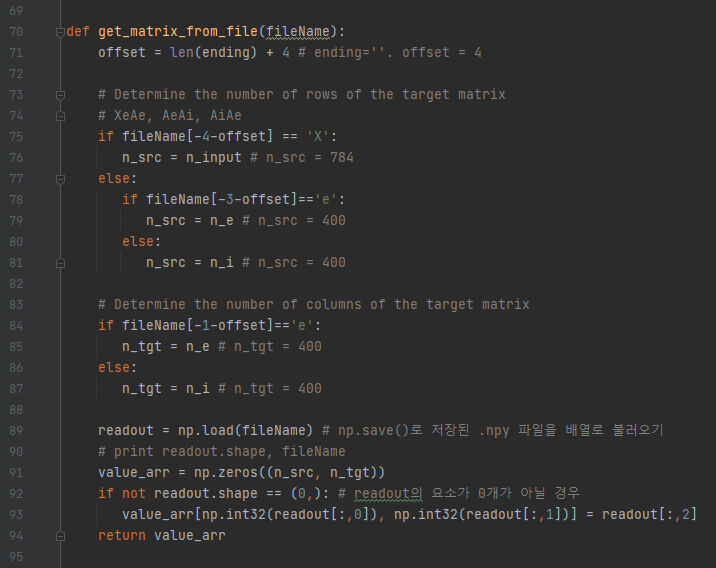 69
70 def get_matrix_from_file(fileName):
71     offset = len(ending) + 4 # ending=''. offset = 4
72
73     # Determine the number of rows of the target matrix
74     # XeAe, AeAi, AiAe
75     if fileName[-4-offset] == 'X':
76        n_src = n_input # n_src = 784
77     else:
78        if fileName[-3-offset]=='e':
79           n_src = n_e # n_src = 400
80        else:
81           n_src = n_i # n_src = 400
82
83     # Determine the number of columns of the target matrix
84     if fileName[-1-offset]=='e':
85        n_tgt = n_e # n_tgt = 400
86     else:
87        n_tgt = n_i # n_tgt = 400
88
89     readout = np.load(fileName) # np.save()로 저장된 .npy 파일을 배열로 불러오기
90     # print readout.shape, fileName
91     value_arr = np.zeros((n_src, n_tgt))
92     if not readout.shape == (0,): # readout의 요소가 0개가 아닐 경우
93        value_arr[np.int32(readout[:,0]), np.int32(readout[:,1])] = readout[:,2]
94     return value_arr
95